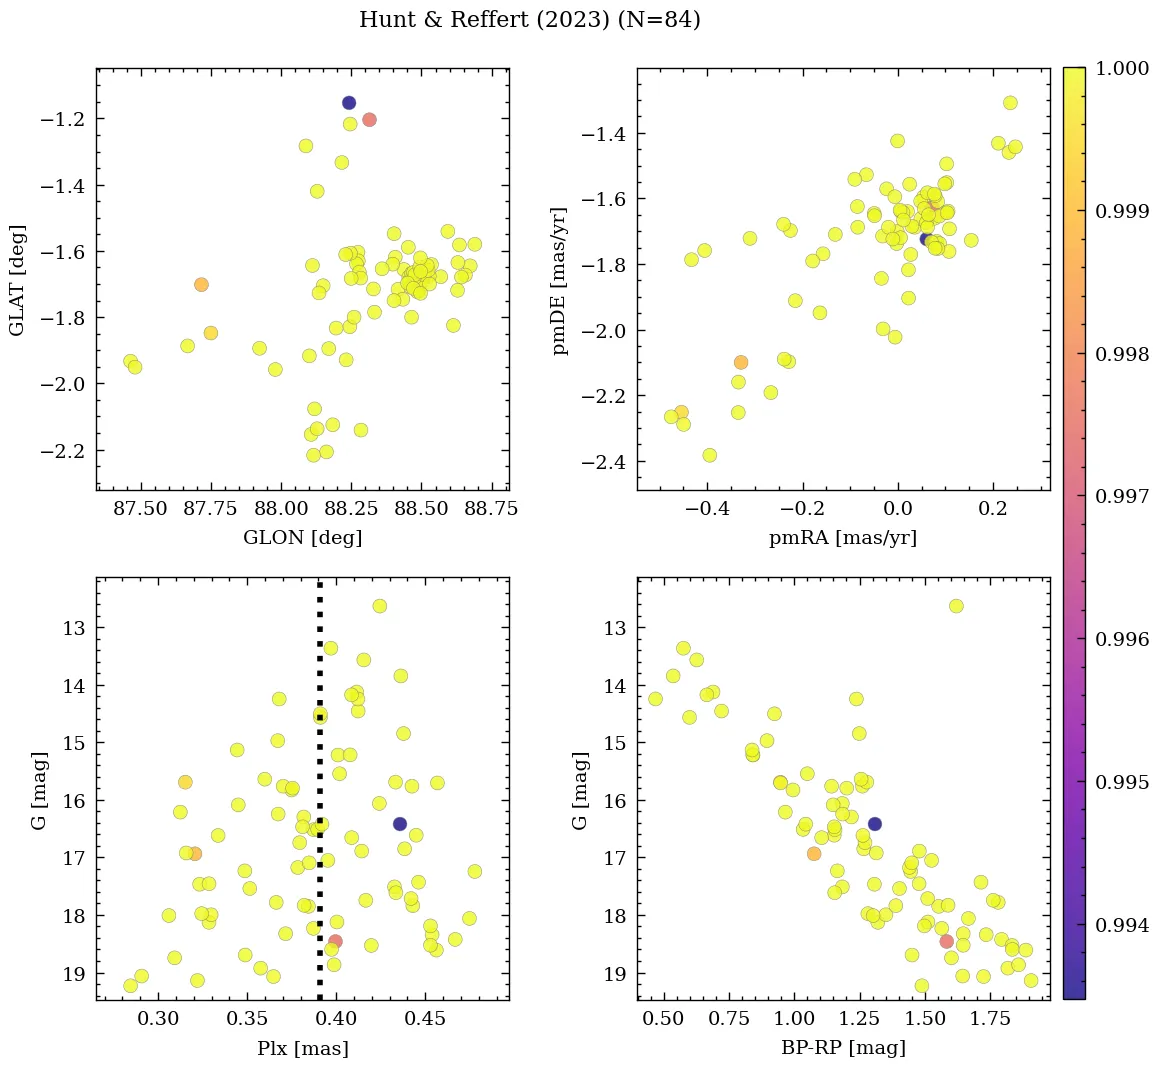 Hunt & Reffert (2023) (N=84)
−1.2
−1.4
−1.6
−1.8
−2.0
−2.2
GLAT [deg]
87.50 87.75 88.00 88.25 88.50 88.75
GLON [deg]
−1.4
−1.6
−1.8
−2.0
−2.2
−2.4
pmDE [mas/yr]
−0.4 −0.2 0.0 0.2
pmRA [mas/yr]
13
14
15
16
17
18
19
G [mag]
0.30 0.35 0.40 0.45
Plx [mas]
13
14
15
16
17
18
19
G [mag]
0.50 0.75 1.00 1.25 1.50 1.75
BP-RP [mag]
1.000
0.999
0.998
0.997
0.996
0.995
0.994